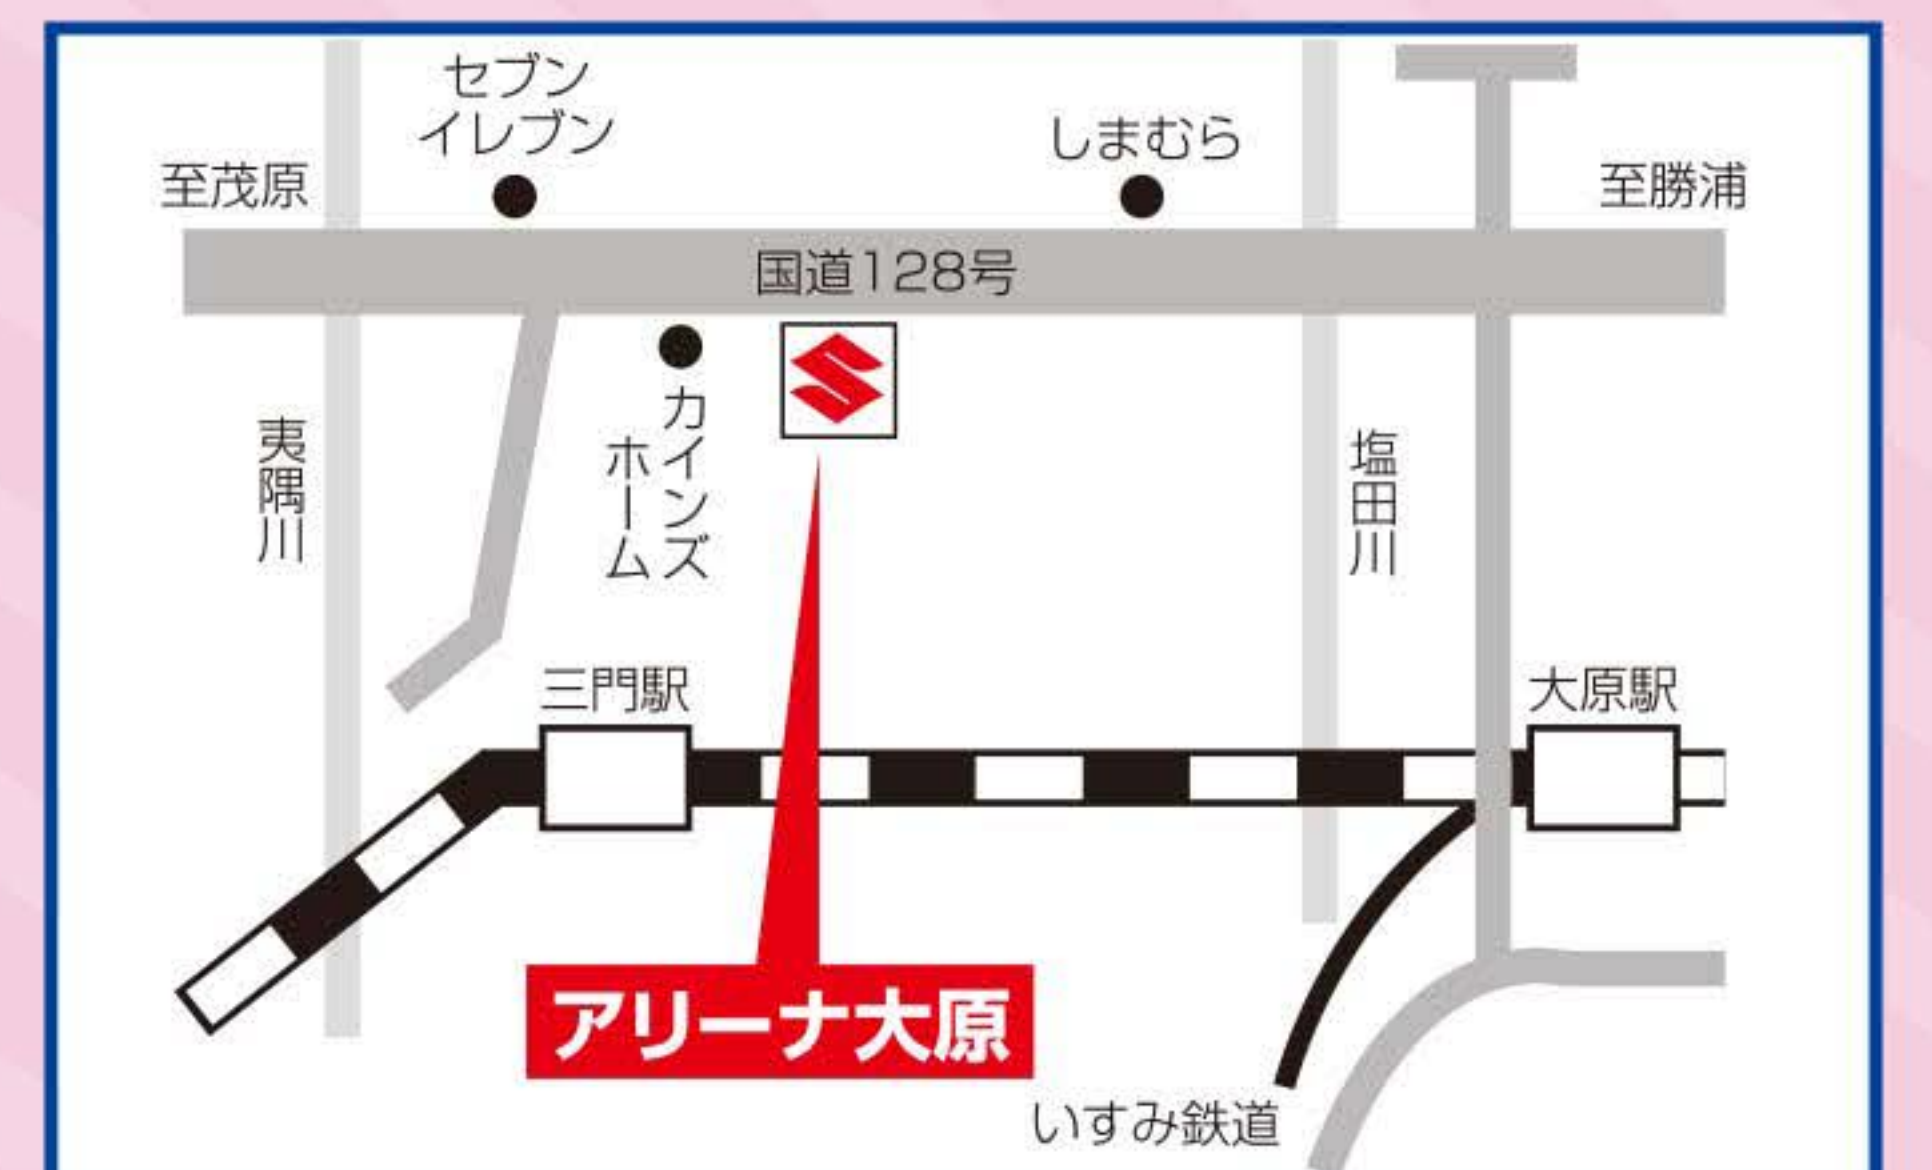 セブン
イレブン
しまむら
至茂原
至勝浦
国道128号
カインズ
ホーム
夷隅川
塩田川
三門駅
大原駅
アリーナ大原
いすみ鉄道